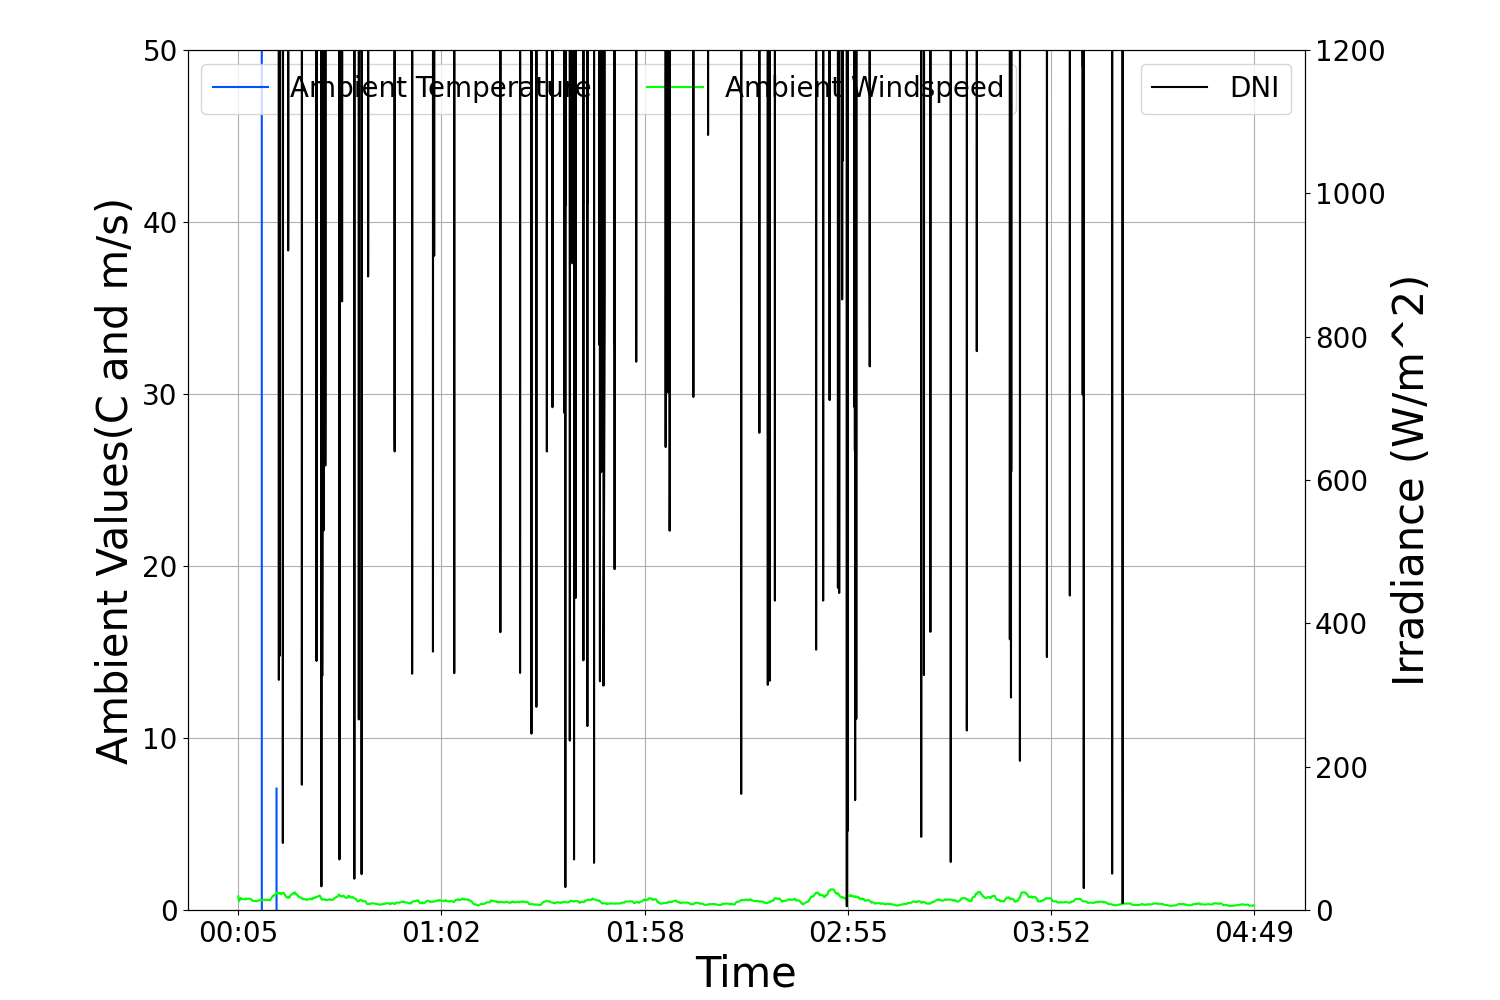 50
40
30
20
10
0
Ambient Values(C and m/s)
Ambient Temperature
Ambient Windspeed
DNI
1200
1000
800
600
400
200
0
Irradiance (W/m^2)
00:05 01:02 01:58 02:55 03:52 04:49
Time